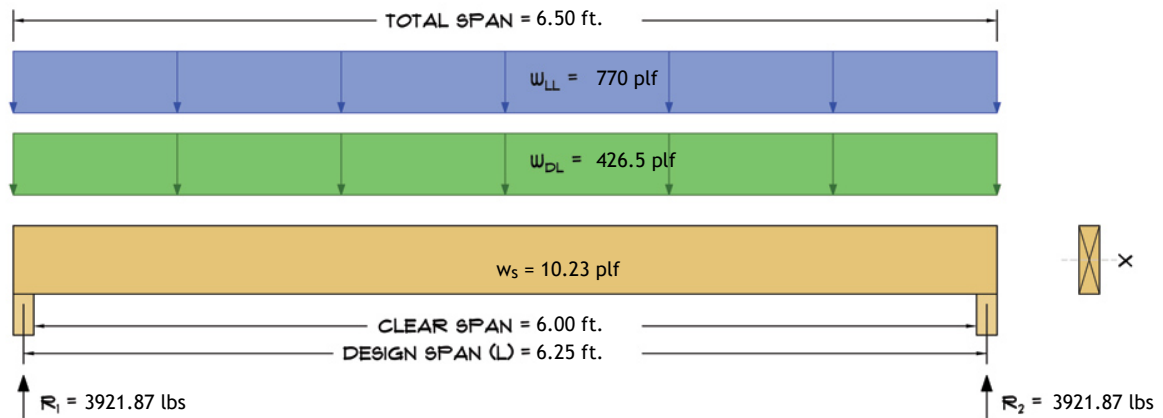 TOTAL SPAN = 6.50 ft.
WLL = 770 plf
WDL = 426.5 plf
ws = 10.23 plf
X
CLEAR SPAN = 6.00 ft.
DESIGN SPAN (L) = 6.25 ft.
R1 = 3921.87 lbs
R2 = 3921.87 lbs